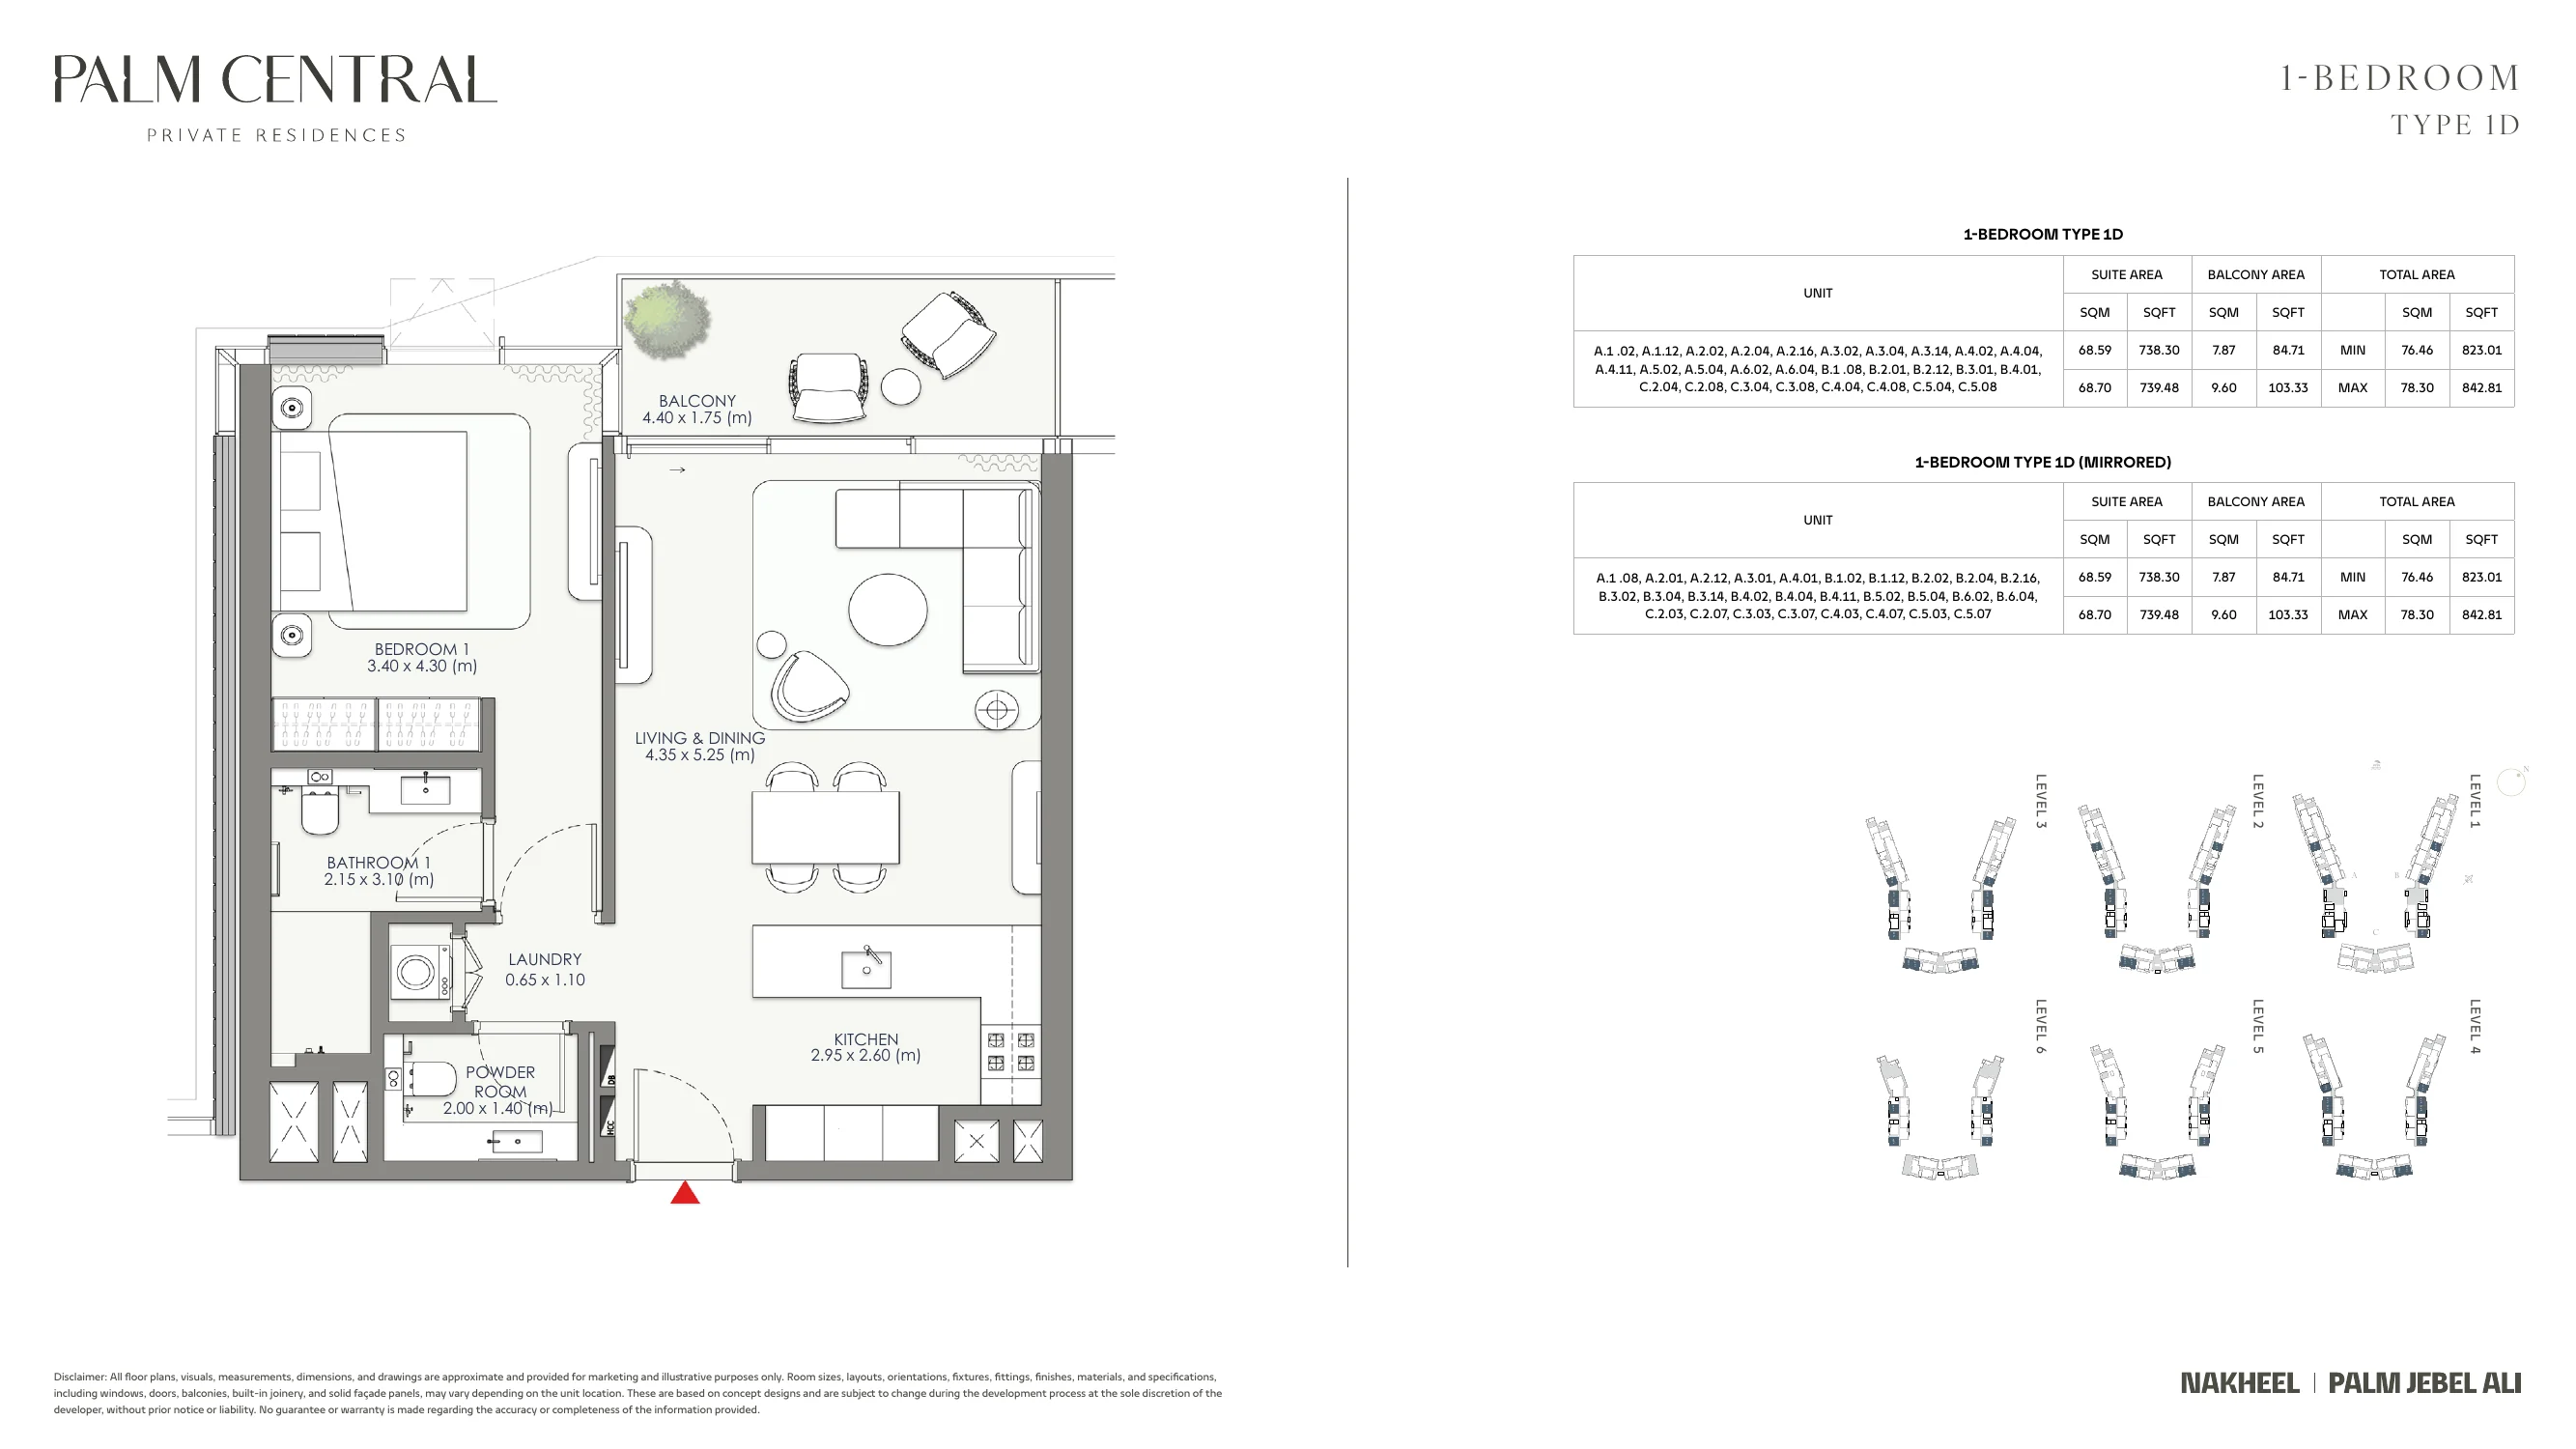 PALM CENTRAL
PRIVATE RESIDENCES
1-BEDROOM
TYPE 1D
BALCONY
4.40 x 1.75 (m)
BEDROOM 1
3.40 x 4.30 (m)
LIVING & DINING
4.35 x 5.25 (m)
BATHROOM 1
2.15 x 3.10 (m)
LAUNDRY
0.65 x 1.10
KITCHEN
2.95 x 2.60 (m)
POWDER
ROOM
2.00 x 1.40 (m)
DB
HCC
1-BEDROOM TYPE 1D
UNIT
SUITE AREA BALCONY AREA TOTAL AREA
SQM SQFT SQM SQFT SQM SQFT
A.1 .02, A.1.12, A.2.02, A.2.04, A.2.16, A.3.02, A.3.04, A.3.14, A.4.02, A.4.04,
A.4.11, A.5.02, A.5.04, A.6.02, A.6.04, B.1 .08, B.2.01, B.2.12, B.3.01, B.4.01,
C.2.04, C.2.08, C.3.04, C.3.08, C.4.04, C.4.08, C.5.04, C.5.08
68.59 738.30 7.87 84.71 MIN 76.46 823.01
68.70 739.48 9.60 103.33 MAX 78.30 842.81
1-BEDROOM TYPE 1D (MIRRORED)
UNIT
SUITE AREA BALCONY AREA TOTAL AREA
SQM SQFT SQM SQFT SQM SQFT
A.1 .08, A.2.01, A.2.12, A.3.01, A.4.01, B.1.02, B.1.12, B.2.02, B.2.04, B.2.16,
B.3.02, B.3.04, B.3.14, B.4.02, B.4.04, B.4.11, B.5.02, B.5.04, B.6.02, B.6.04,
C.2.03, C.2.07, C.3.03, C.3.07, C.4.03, C.4.07, C.5.03, C.5.07
68.59 738.30 7.87 84.71 MIN 76.46 823.01
68.70 739.48 9.60 103.33 MAX 78.30 842.81
LEVEL 3
LEVEL 2
LEVEL 1
N
A
B
C
LEVEL 6
LEVEL 5
LEVEL 4
Disclaimer: All floor plans, visuals, measurements, dimensions, and drawings are approximate and provided for marketing and illustrative purposes only. Room sizes, layouts, orientations, fixtures, fittings, finishes, materials, and specifications,
including windows, doors, balconies, built-in joinery, and solid façade panels, may vary depending on the unit location. These are based on concept designs and are subject to change during the development process at the sole discretion of the
developer, without prior notice or liability. No guarantee or warranty is made regarding the accuracy or completeness of the information provided.
NAKHEEL | PALM JEBEL ALI